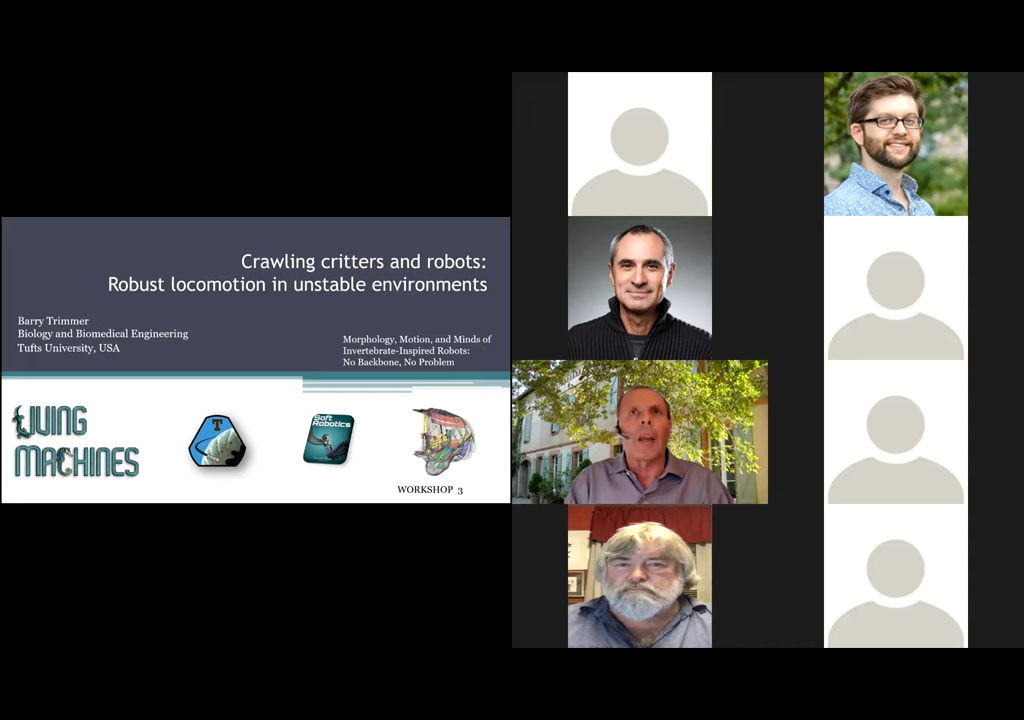 Crawling critters and robots:
Robust locomotion in unstable environments
Barry Trimmer
Biology and Biomedical Engineering
Tufts University, USA
Morphology, Motion, and Minds of
Invertebrate-Inspired Robots:
No Backbone, No Problem
LIVING
MACHINES
T
Soft
Robotics
WORKSHOP 3